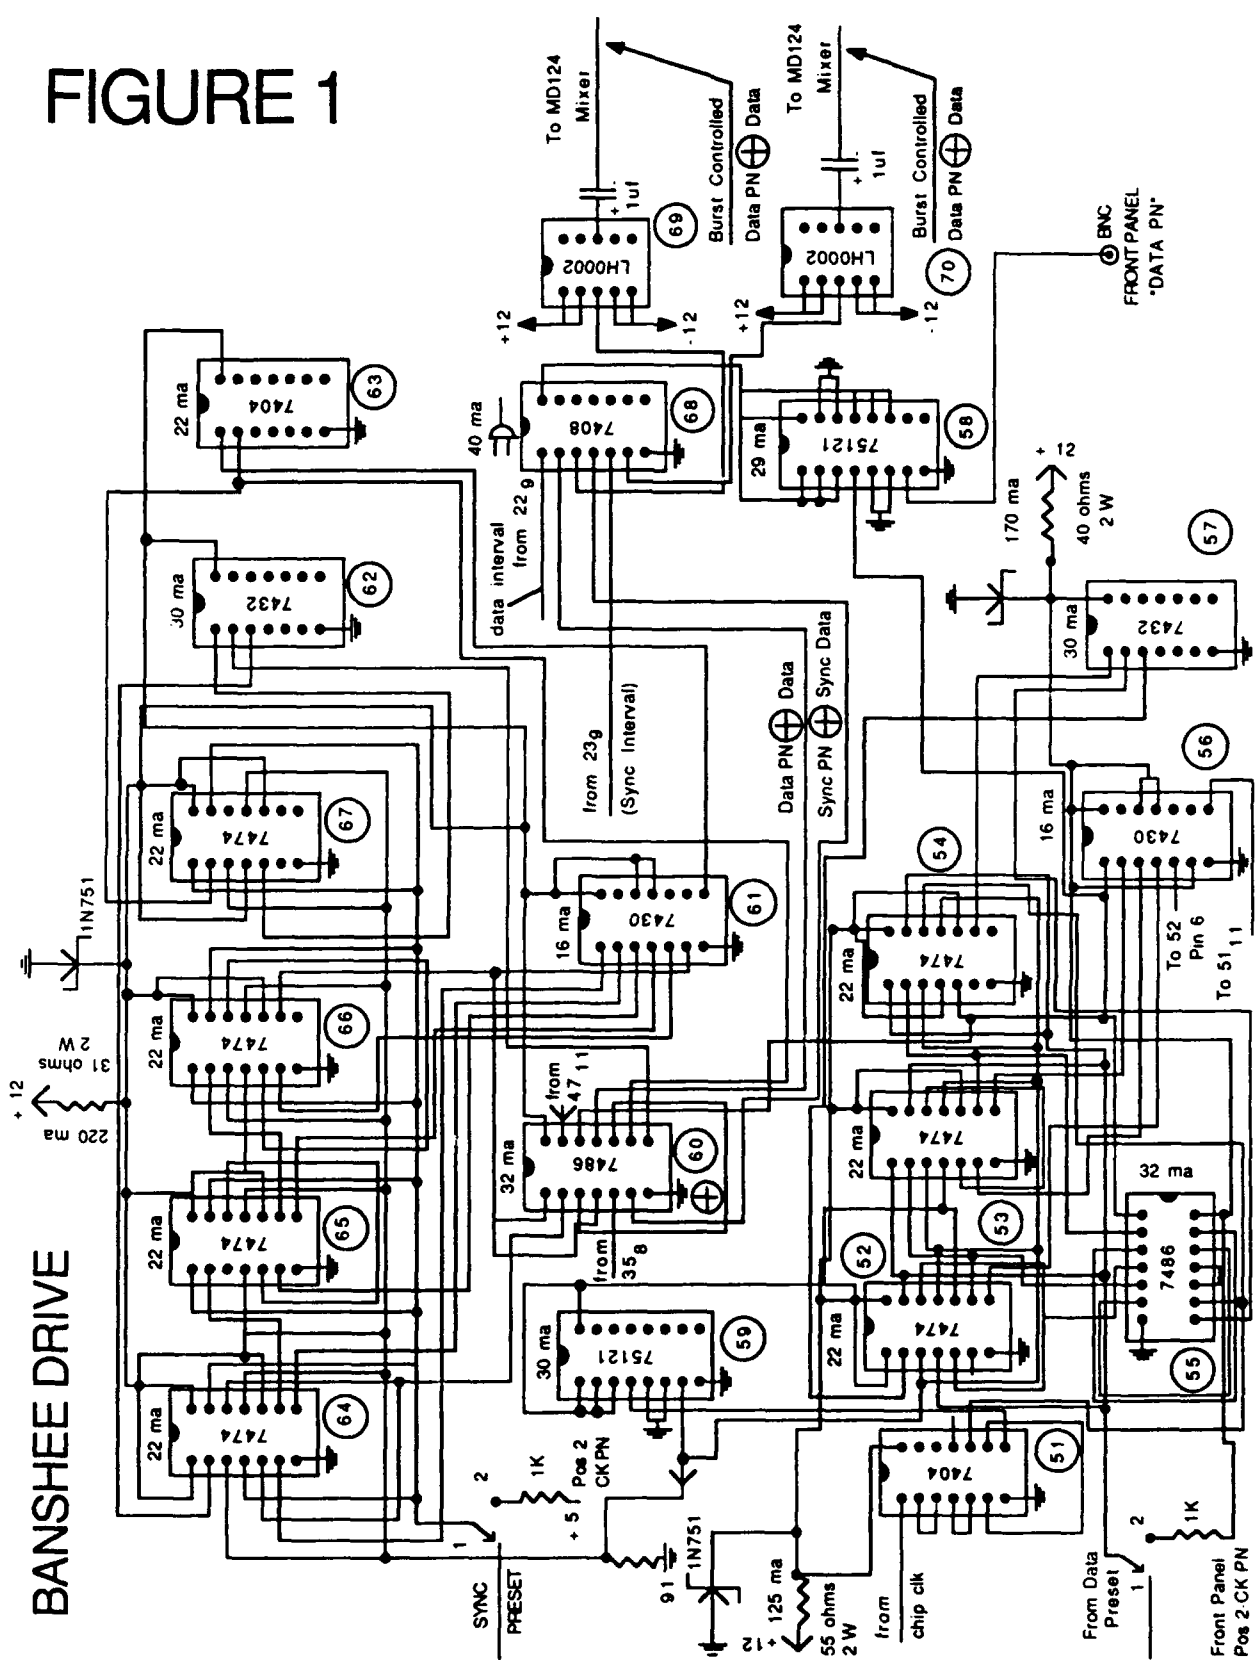 FIGURE 1
BANSHEE DRIVE
To MD124
Mixer
+ 1uf
Burst Controlled
Data PN ⊕ Data
LH0002
69
+12
-12
To MD124
Mixer
+ 1uf
Burst Controlled
Data PN ⊕ Data
LH0002
70
+12
-12
BNC
FRONT PANEL
"DATA PN"
22 ma
7404
63
40 ma
7408
68
29 ma
75121
58
data interval
from 22 9
30 ma
7432
62
from 23 9
(Sync Interval)
Data PN ⊕ Data
Sync PN ⊕ Sync Data
+ 12
170 ma
40 ohms
2 W
30 ma
7432
57
22 ma
7474
67
1N751
22 ma
7474
66
+ 12
220 ma
31 ohms
2 W
22 ma
7474
65
22 ma
7474
64
16 ma
7430
61
from
47 11
32 ma
7486
60
from
35 8
30 ma
75121
59
16 ma
7430
56
To 52
Pin 6
To 51 11
22 ma
7474
54
22 ma
7474
53
22 ma
7474
52
32 ma
7486
55
7404
51
SYNC
PRESET
1
2
1K
+ 5
Pos 2
CK PN
91
1N751
+12
125 ma
55 ohms
2 W
from
chip clk
From Data
Preset
1
2
1K
Front Panel
Pos 2-CK PN